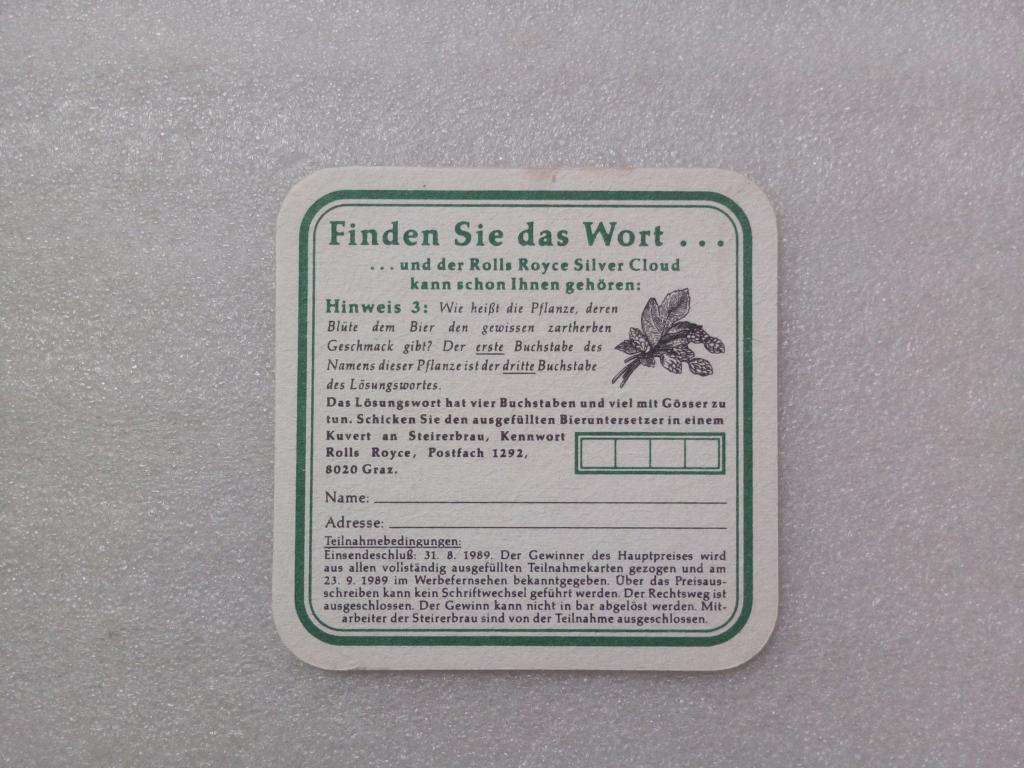 Finden Sie das Wort ...
...und der Rolls Royce Silver Cloud
kann schon Ihnen gehören:
Hinweis 3: Wie heißt die Pflanze, deren
Blüte dem Bier den gewissen zartherben
Geschmack gibt? Der erste Buchstabe des
Namens dieser Pflanze ist der dritte Buchstabe
des Lösungswortes.
Das Lösungswort hat vier Buchstaben und viel mit Gösser zu
tun. Schicken Sie den ausgefüllten Bieruntersetzer in einem
Kuvert an Steirerbrau, Kennwort
Rolls Royce, Postfach 1292,
8020 Graz.
Name:
Adresse:
Teilnahmebedingungen:
Einsendeschluß: 31. 8. 1989. Der Gewinner des Hauptpreises wird
aus allen vollständig ausgefüllten Teilnahmekarten gezogen und am
23. 9. 1989 im Werbefernsehen bekanntgegeben. Über das Preisaus-
schreiben kann kein Schriftwechsel geführt werden. Der Rechtsweg ist
ausgeschlossen. Der Gewinn kann nicht in bar abgelöst werden. Mit-
arbeiter der Steirerbrau sind von der Teilnahme ausgeschlossen.